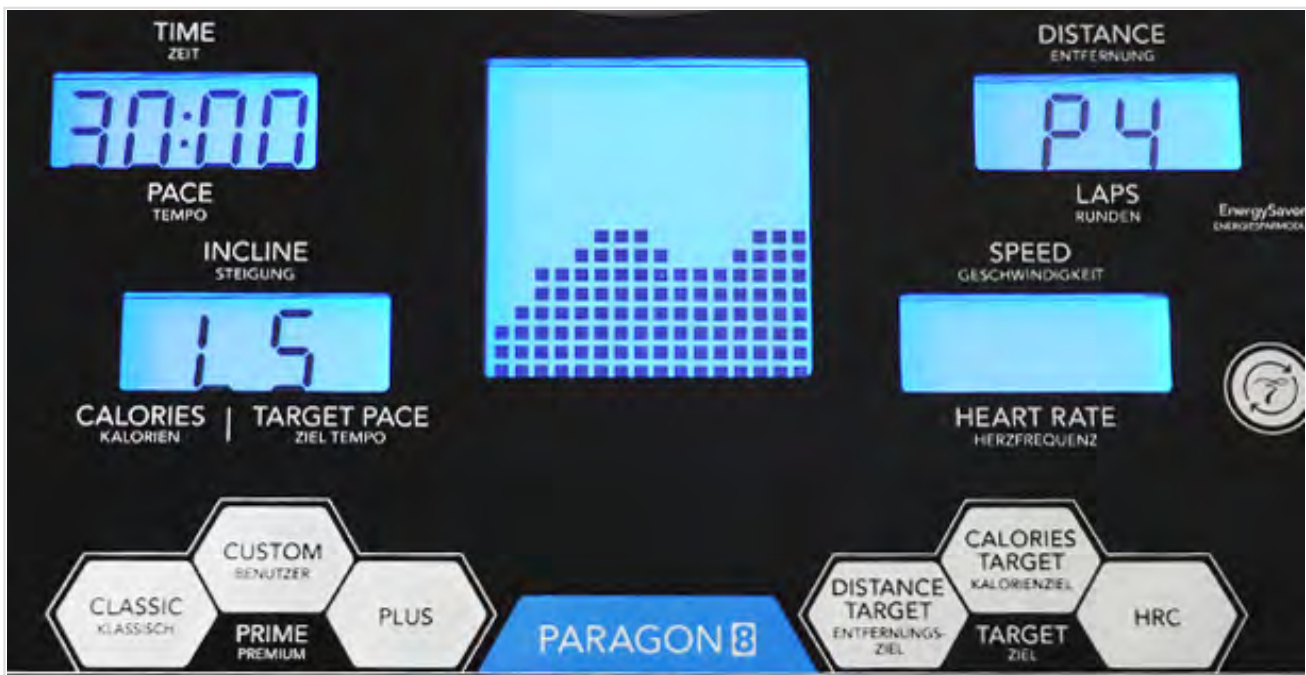 TIME
ZEIT
30:00
PACE
TEMPO
INCLINE
STEIGUNG
1 5
CALORIES | TARGET PACE
KALORIEN ZIEL TEMPO
DISTANCE
ENTFERNUNG
P4
LAPS
RUNDEN
EnergySaver
SPEED
GESCHWINDIGKEIT
HEART RATE
HERZFREQUENZ
CLASSIC
KLASSISCH
CUSTOM
BENUTZER
PLUS
PRIME
PREMIUM
PARAGON 8
DISTANCE
TARGET
ENTFERNUNGS-
ZIEL
CALORIES
TARGET
KALORIENZIEL
HRC
TARGET
ZIEL